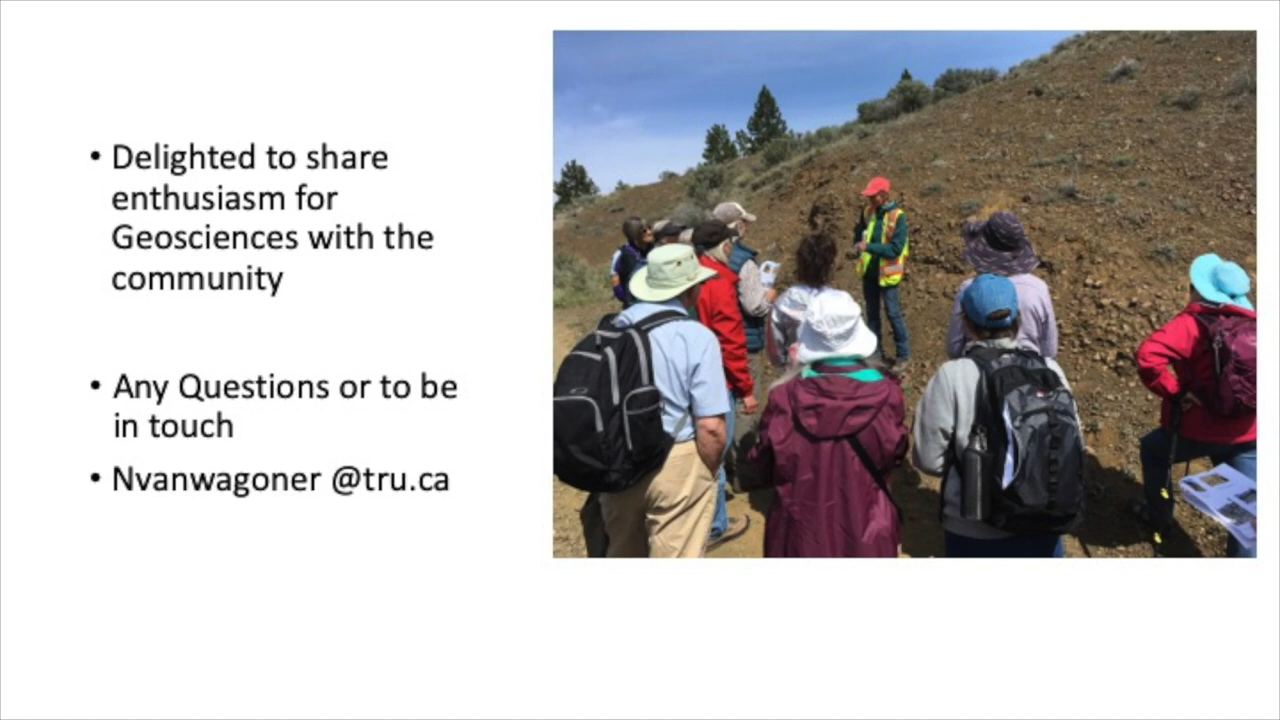 • Delighted to share
enthusiasm for
Geosciences with the
community
• Any Questions or to be
in touch
• Nvanwagoner @tru.ca